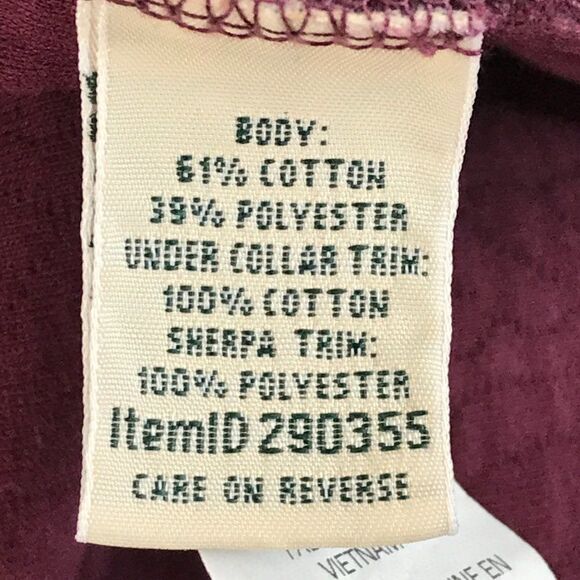 BODY:
61% COTTON
39% POLYESTER
UNDER COLLAR TRIM:
100% COTTON
SHERPA TRIM:
100% POLYESTER
ItemID 290355
CARE ON REVERSE
VIETNAM
EN